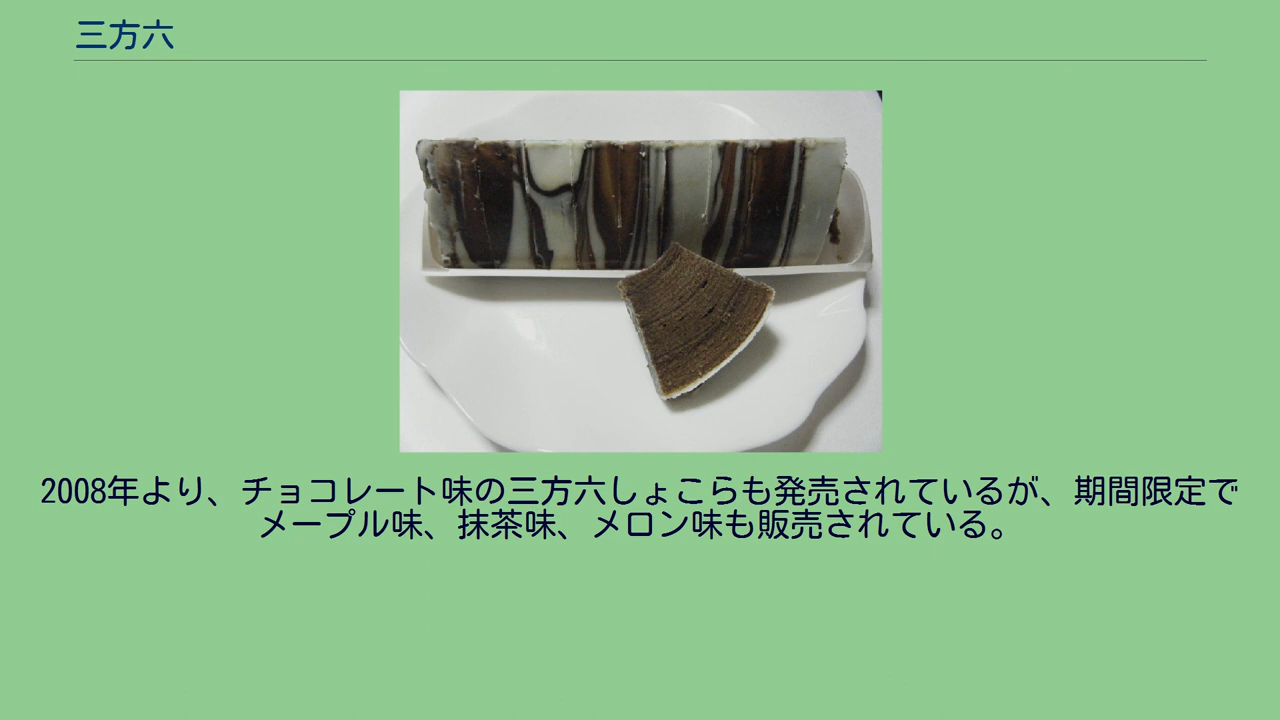 三方六
2008年より、チョコレート味の三方六しょこらも発売されているが、期間限定で
メープル味、抹茶味、メロン味も販売されている。